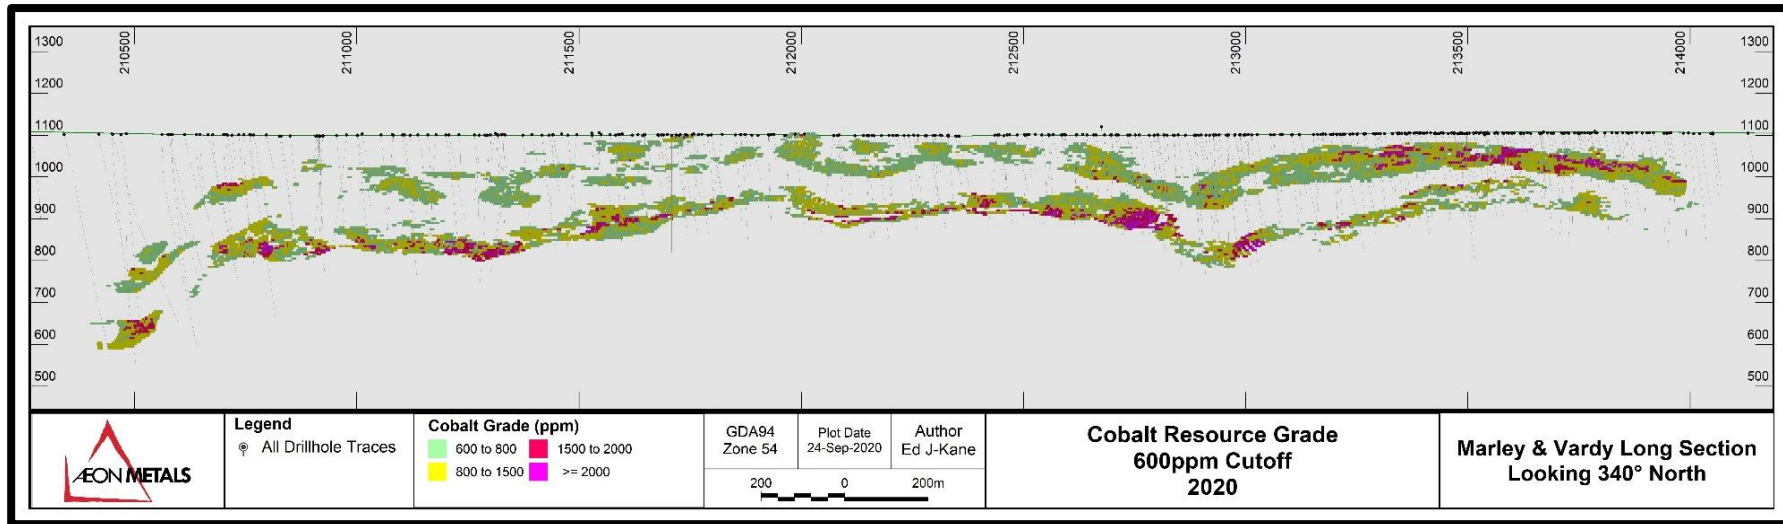 210500 211000 211500 212000 212500 213000 213500 214000
1300 1300
1200 1200
1100 1100
1000 1000
900 900
800 800
700 700
600 600
500 500
ÆON METALS
Legend
All Drillhole Traces
Cobalt Grade (ppm)
600 to 800 1500 to 2000
800 to 1500 >= 2000
GDA94
Zone 54
Plot Date
24-Sep-2020
Author
Ed J-Kane
200 0 200m
Cobalt Resource Grade
600ppm Cutoff
2020
Marley & Vardy Long Section
Looking 340° North